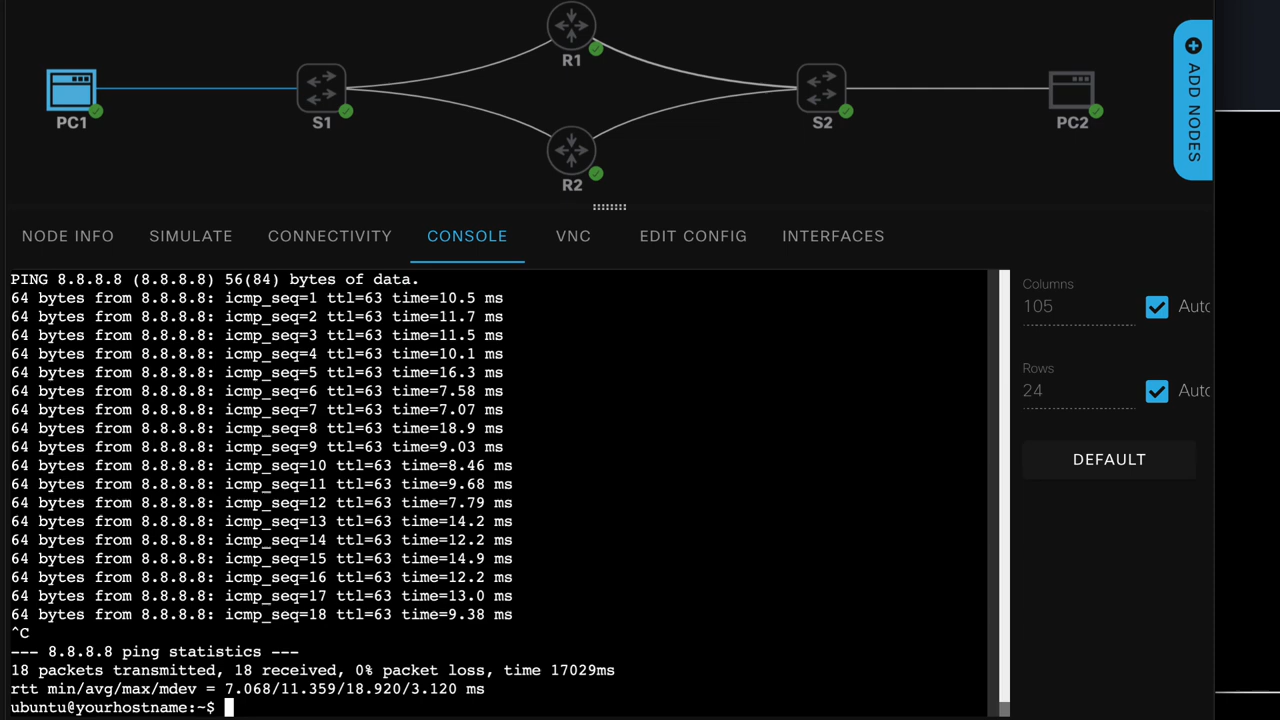 R1
PC1
S1
S2
PC2
R2
ADD NODES
NODE INFO
SIMULATE
CONNECTIVITY
CONSOLE
VNC
EDIT CONFIG
INTERFACES
PING 8.8.8.8 (8.8.8.8) 56(84) bytes of data.
64 bytes from 8.8.8.8: icmp_seq=1 ttl=63 time=10.5 ms
64 bytes from 8.8.8.8: icmp_seq=2 ttl=63 time=11.7 ms
64 bytes from 8.8.8.8: icmp_seq=3 ttl=63 time=11.5 ms
64 bytes from 8.8.8.8: icmp_seq=4 ttl=63 time=10.1 ms
64 bytes from 8.8.8.8: icmp_seq=5 ttl=63 time=16.3 ms
64 bytes from 8.8.8.8: icmp_seq=6 ttl=63 time=7.58 ms
64 bytes from 8.8.8.8: icmp_seq=7 ttl=63 time=7.07 ms
64 bytes from 8.8.8.8: icmp_seq=8 ttl=63 time=18.9 ms
64 bytes from 8.8.8.8: icmp_seq=9 ttl=63 time=9.03 ms
64 bytes from 8.8.8.8: icmp_seq=10 ttl=63 time=8.46 ms
64 bytes from 8.8.8.8: icmp_seq=11 ttl=63 time=9.68 ms
64 bytes from 8.8.8.8: icmp_seq=12 ttl=63 time=7.79 ms
64 bytes from 8.8.8.8: icmp_seq=13 ttl=63 time=14.2 ms
64 bytes from 8.8.8.8: icmp_seq=14 ttl=63 time=12.2 ms
64 bytes from 8.8.8.8: icmp_seq=15 ttl=63 time=14.9 ms
64 bytes from 8.8.8.8: icmp_seq=16 ttl=63 time=12.2 ms
64 bytes from 8.8.8.8: icmp_seq=17 ttl=63 time=13.0 ms
64 bytes from 8.8.8.8: icmp_seq=18 ttl=63 time=9.38 ms
^C
--- 8.8.8.8 ping statistics ---
18 packets transmitted, 18 received, 0% packet loss, time 17029ms
rtt min/avg/max/mdev = 7.068/11.359/18.920/3.120 ms
ubuntu@yourhostname:~$
Columns
105
Auto
Rows
24
Auto
DEFAULT